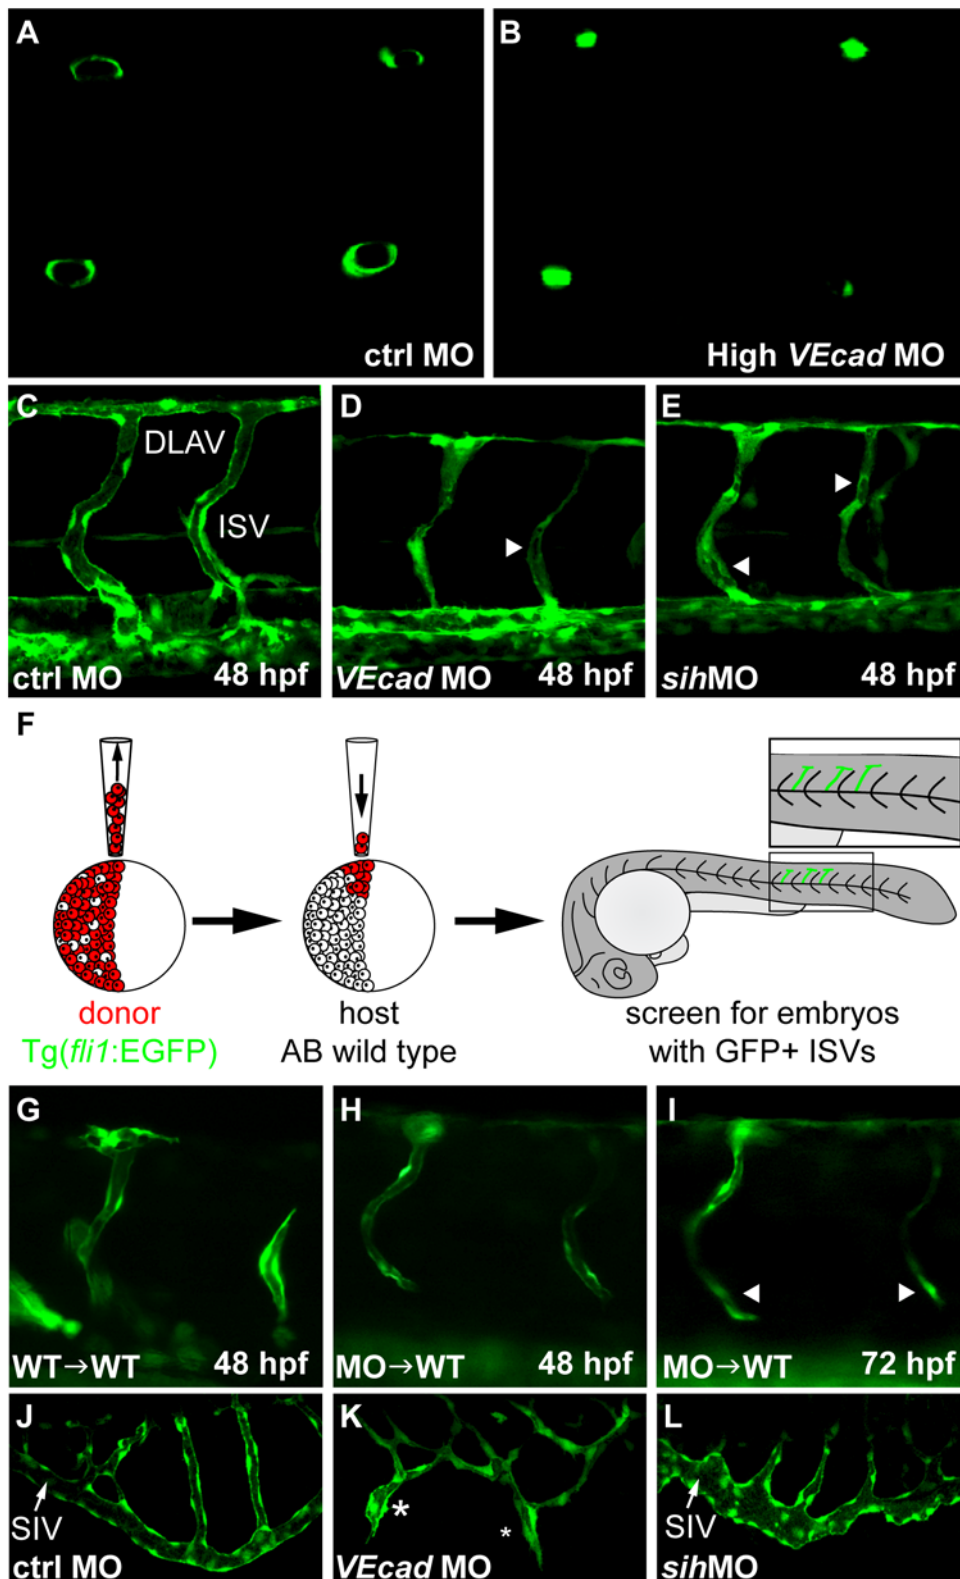 A
B
ctrl MO
High VEcad MO
C
D
E
DLAV
ISV
ctrl MO 48 hpf
VEcad MO 48 hpf
sihMO 48 hpf
F
donor
Tg(fli1:EGFP)
host
AB wild type
screen for embryos
with GFP+ ISVs
G
H
I
WT→WT 48 hpf
MO→WT 48 hpf
MO→WT 72 hpf
J
K
L
SIV
*
*
SIV
ctrl MO
VEcad MO
sihMO